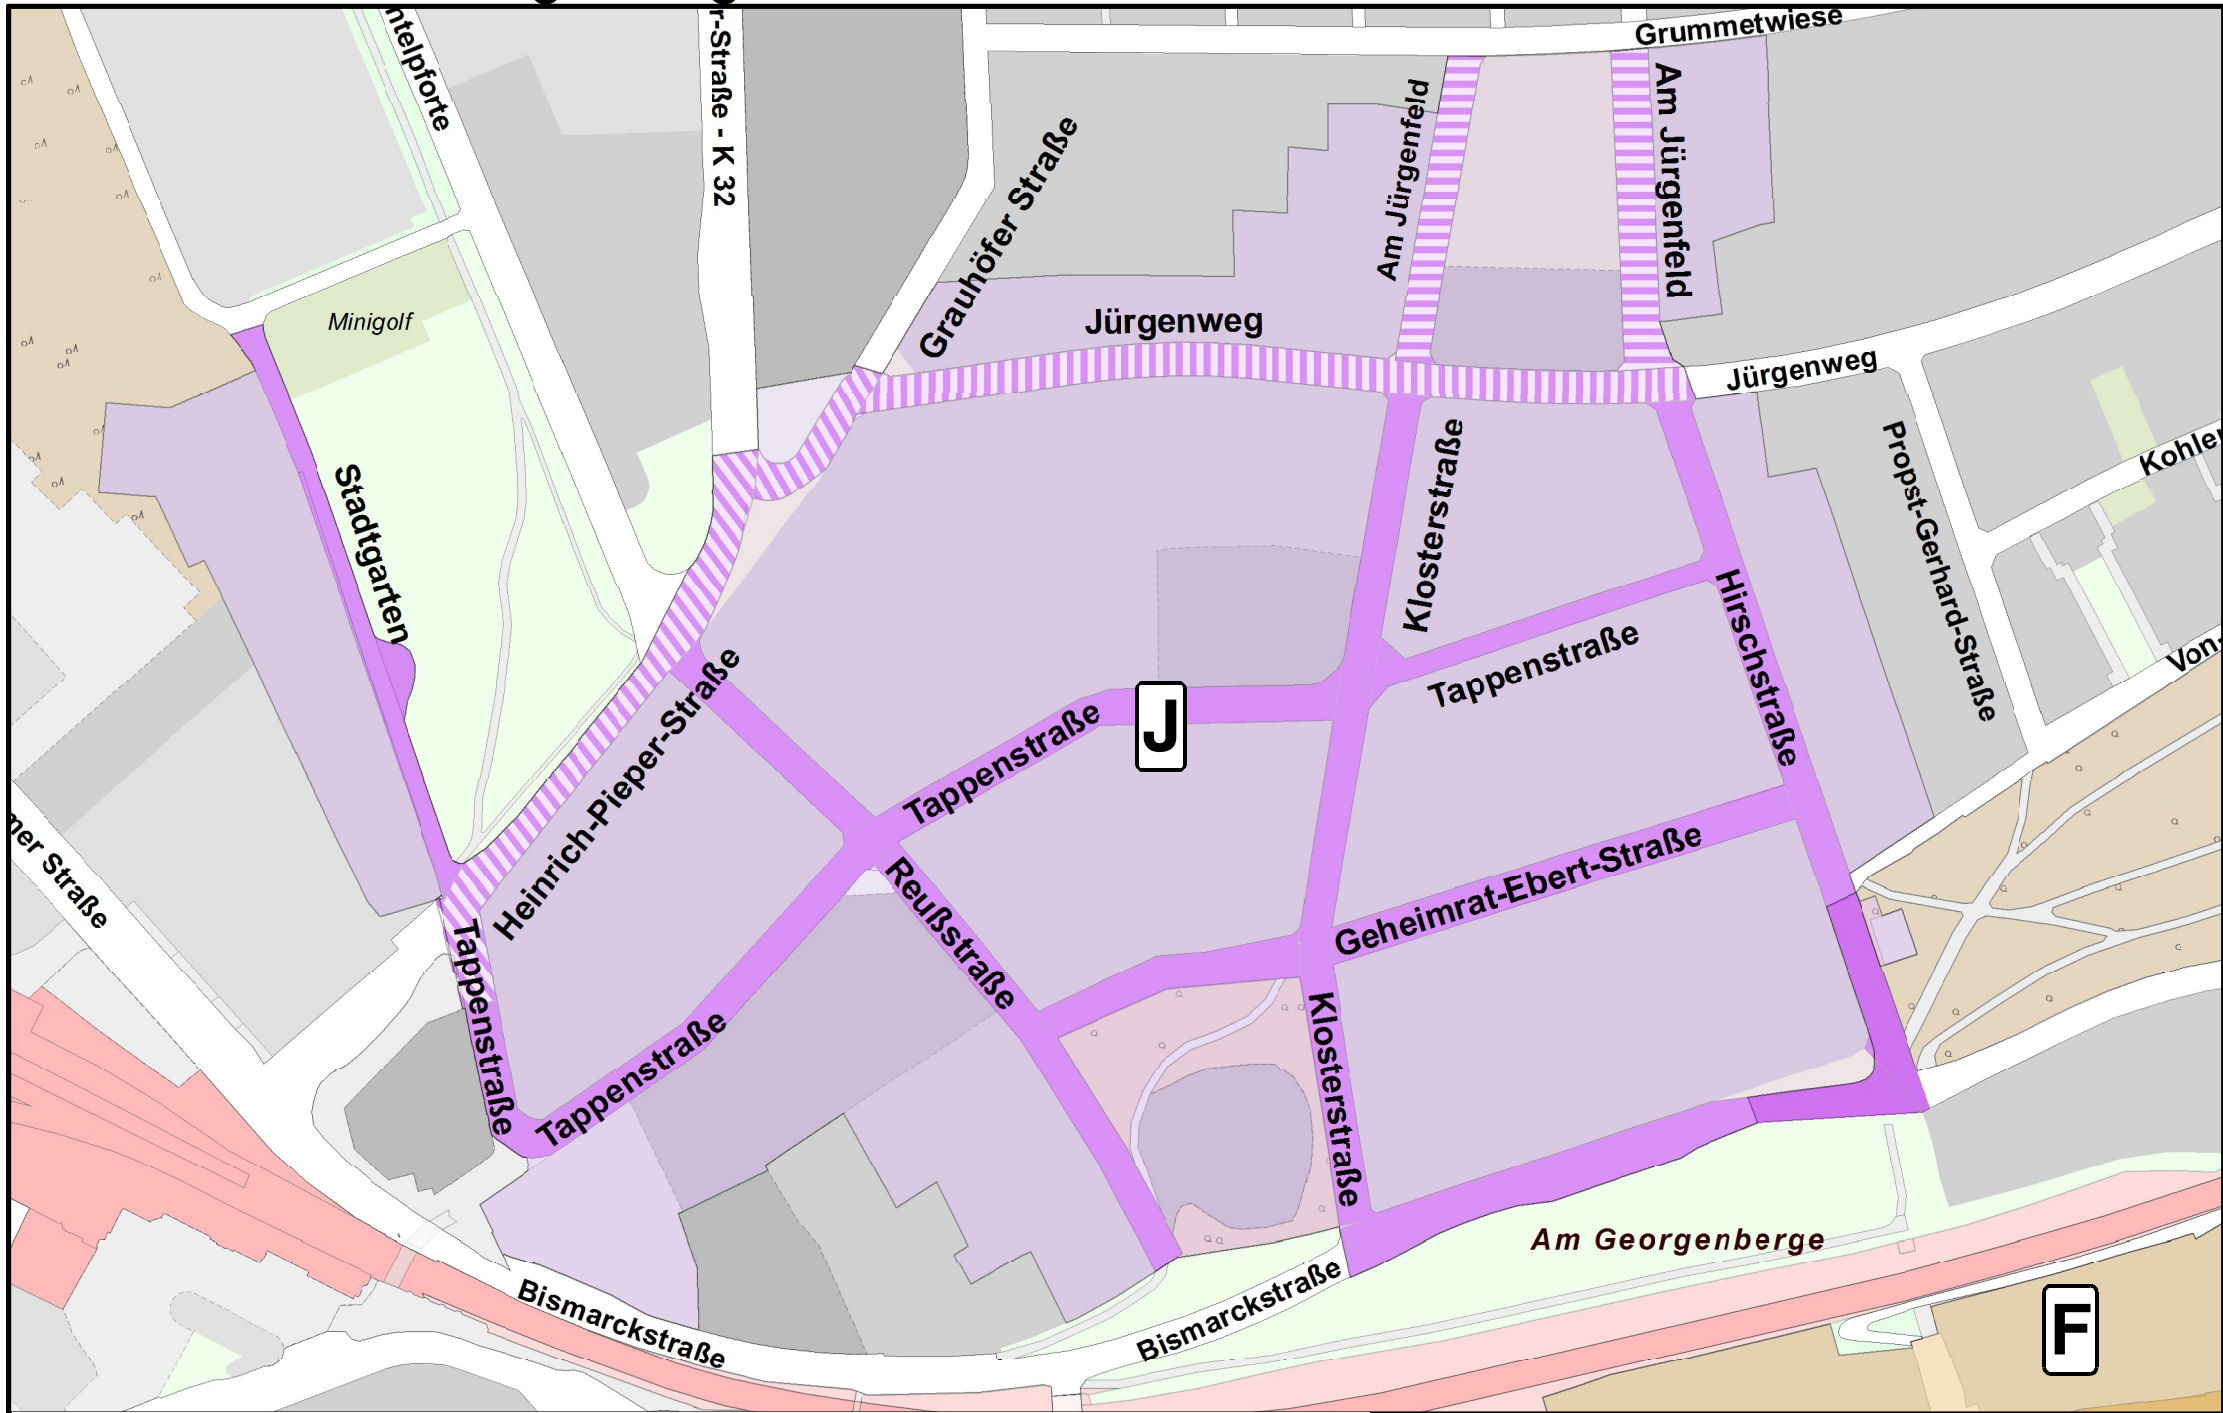 Grummetwiese
ntelpforte
r-Straße - K 32
Am Jürgenfeld
Am Jürgenfeld
Grauhöfer Straße
Minigolf
Jürgenweg
Jürgenweg
Kohler
Propst-Gerhard-Straße
Klosterstraße
Stadtgarten
Hirschstraße
Tappenstraße
Von-
Heinrich-Pieper-Straße
J
Tappenstraße
mer Straße
Geheimrat-Ebert-Straße
Reußstraße
Tappenstraße
Tappenstraße
Klosterstraße
Am Georgenberge
Bismarckstraße
Bismarckstraße
F